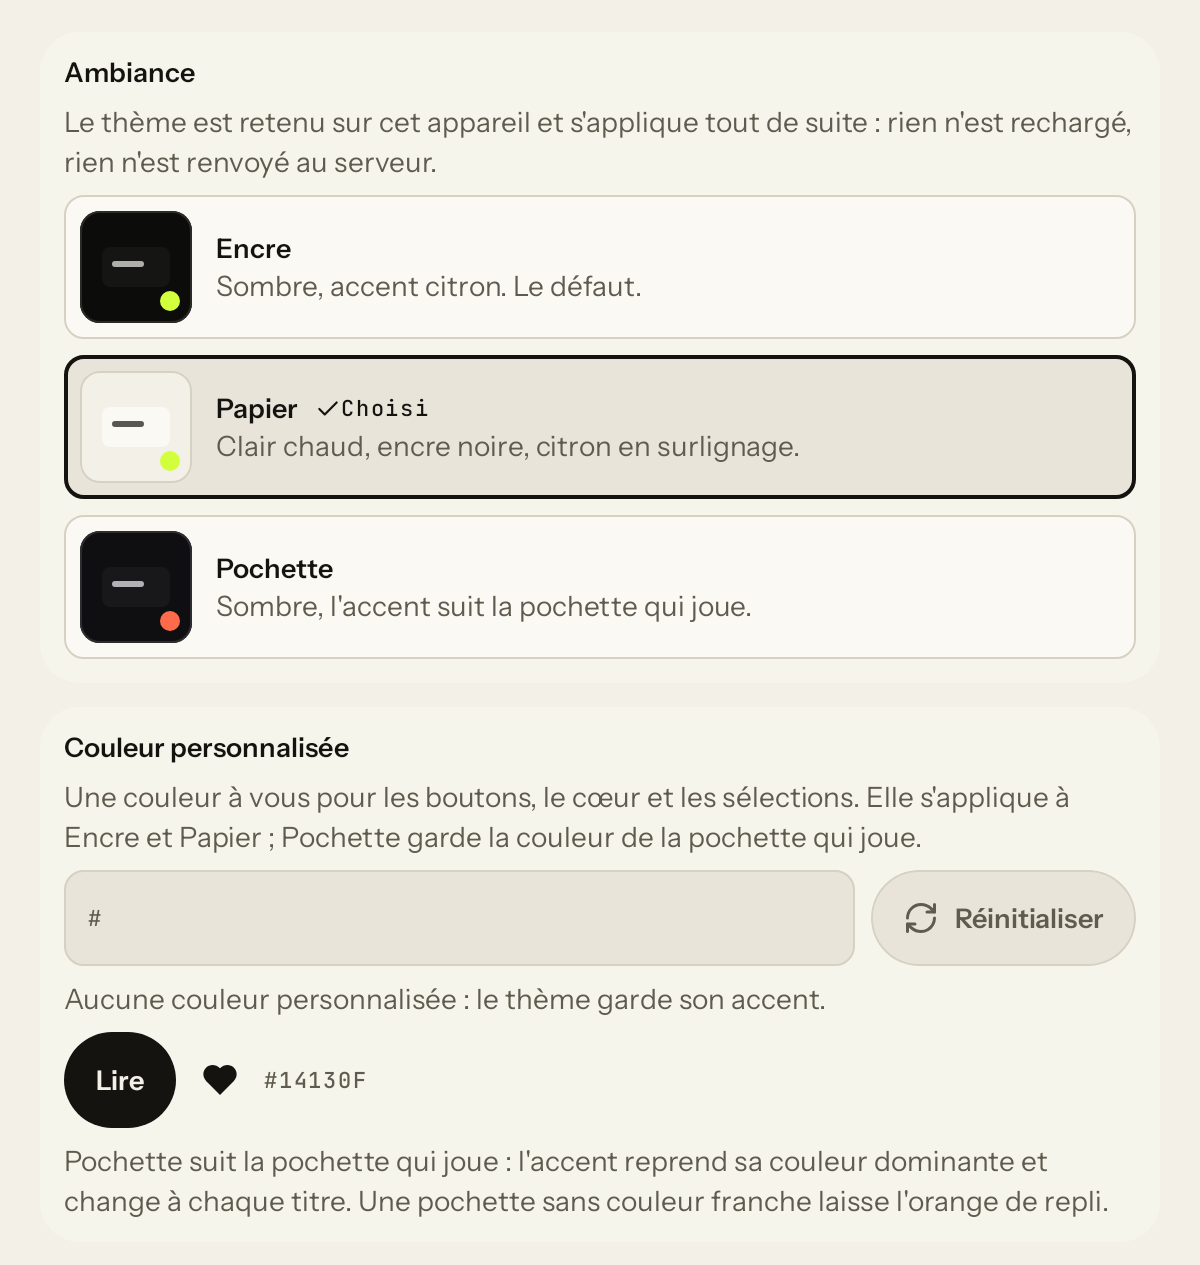 Ambiance
Le thème est retenu sur cet appareil et s'applique tout de suite : rien n'est rechargé,
rien n'est renvoyé au serveur.
Encre
Sombre, accent citron. Le défaut.
Papier Choisi
Clair chaud, encre noire, citron en surlignage.
Pochette
Sombre, l'accent suit la pochette qui joue.
Couleur personnalisée
Une couleur à vous pour les boutons, le cœur et les sélections. Elle s'applique à
Encre et Papier ; Pochette garde la couleur de la pochette qui joue.
# Réinitialiser
Aucune couleur personnalisée : le thème garde son accent.
Lire #14130F
Pochette suit la pochette qui joue : l'accent reprend sa couleur dominante et
change à chaque titre. Une pochette sans couleur franche laisse l'orange de repli.